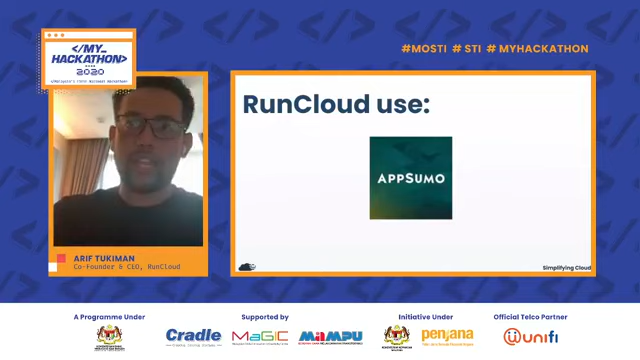 </MY_
HACKATHON>
2020
#MOSTI # STI # MYHACKATHON
RunCloud use:
APPSUMO
Simplifying Cloud
ARIF TUKIMAN
Co-Founder & CEO, RunCloud
A Programme Under
Supported by
Initiative Under
Official Telco Partner
Cradle
MaGIC
MAMPU
penjana
unifi